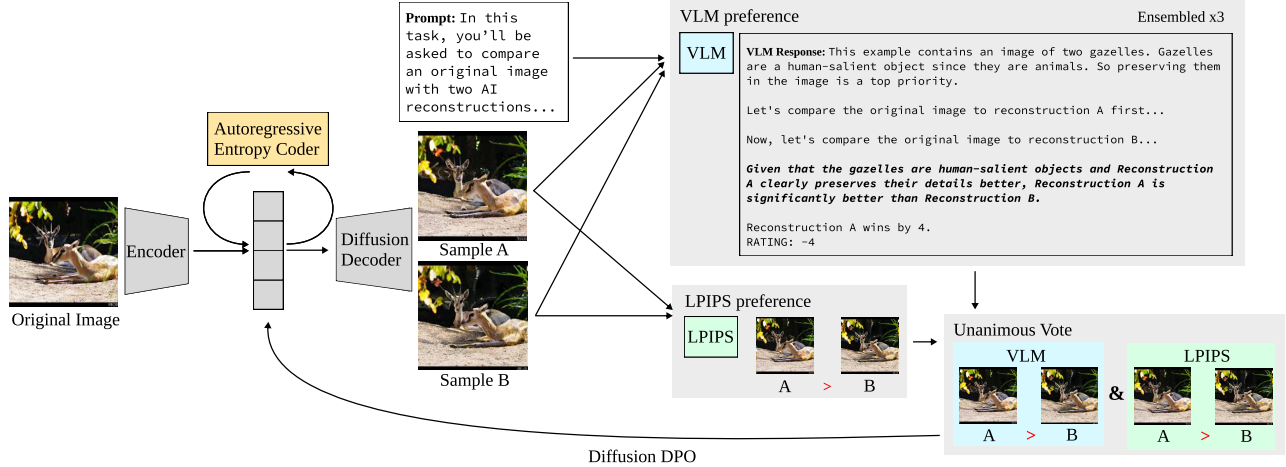 Prompt: In this
task, you'll be
asked to compare
an original image
with two AI
reconstructions...
VLM preference
Ensembled x3
VLM
VLM Response: This example contains an image of two gazelles. Gazelles
are a human-salient object since they are animals. So preserving them
in the image is a top priority.
Let's compare the original image to reconstruction A first...
Now, let's compare the original image to reconstruction B...
Given that the gazelles are human-salient objects and Reconstruction
A clearly preserves their details better, Reconstruction A is
significantly better than Reconstruction B.
Reconstruction A wins by 4.
RATING: -4
Autoregressive
Entropy Coder
Encoder
Diffusion
Decoder
Original Image
Sample A
Sample B
LPIPS preference
LPIPS
A > B
Unanimous Vote
VLM
A > B
&
LPIPS
A > B
Diffusion DPO